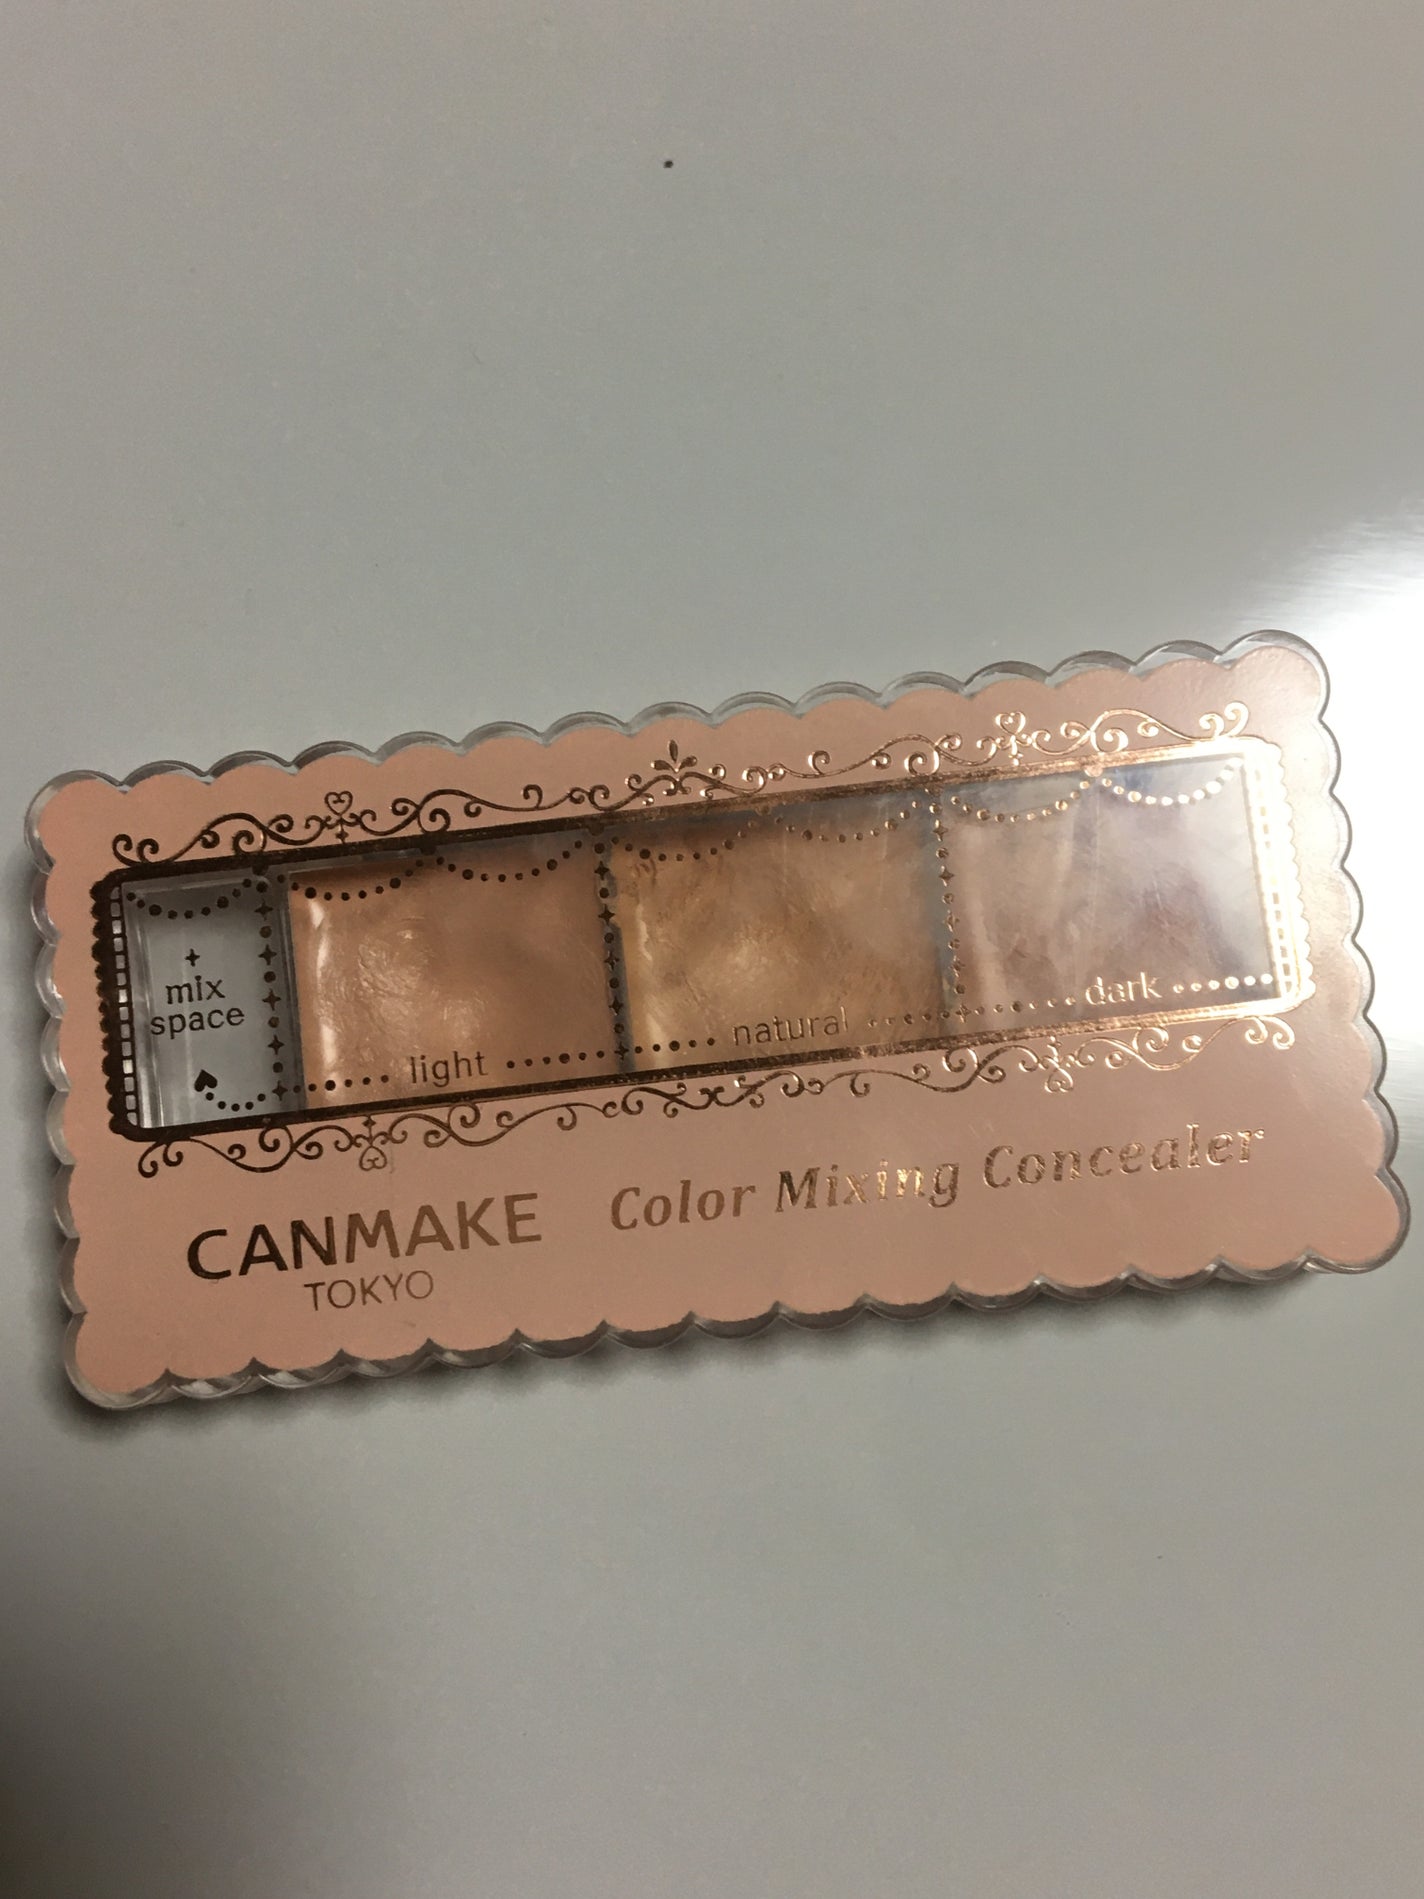 mix
space
light
natural
dark
CANMAKE
TOKYO
Color Mixing Concealer